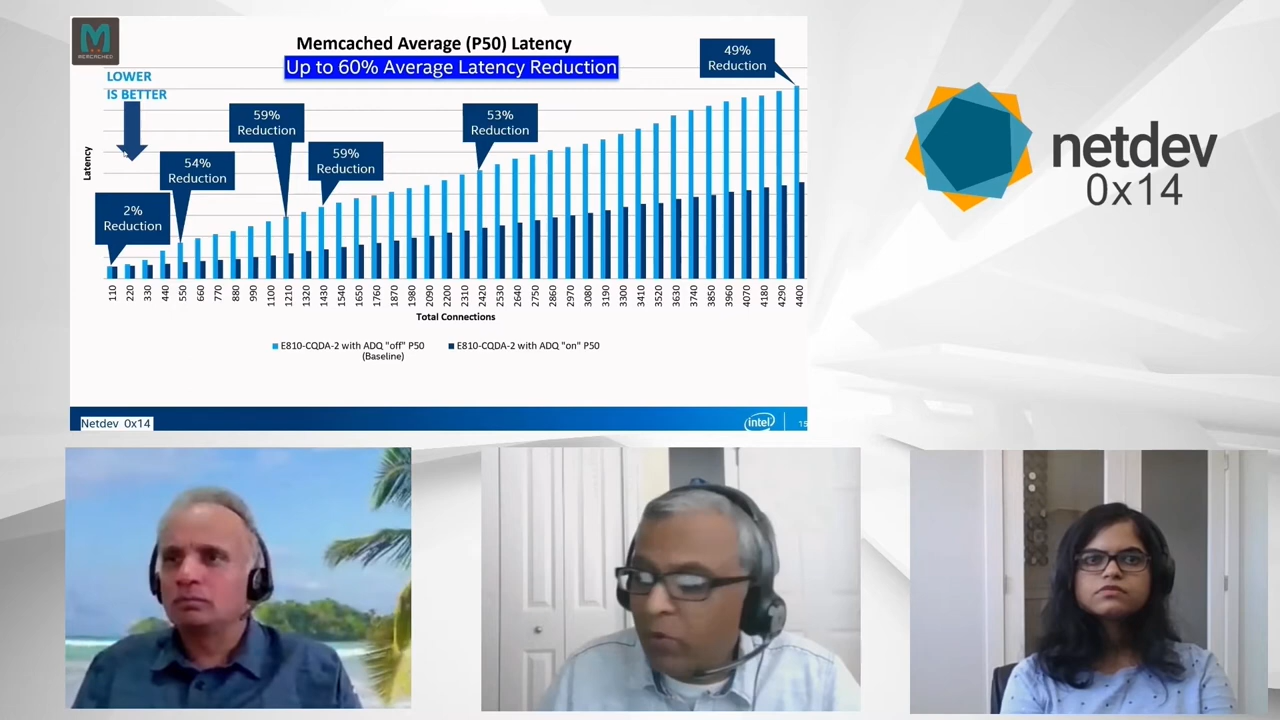 MEMCACHED
Memcached Average (P50) Latency
Up to 60% Average Latency Reduction
LOWER
IS BETTER
2%
Reduction
54%
Reduction
59%
Reduction
59%
Reduction
53%
Reduction
49%
Reduction
Latency
110 220 330 440 550 660 770 880 990 1100 1210 1320 1430 1540 1650 1760 1870 1980 2090 2200 2310 2420 2530 2640 2750 2860 2970 3080 3190 3300 3410 3520 3630 3740 3850 3960 4070 4180 4290 4400
Total Connections
E810-CQDA-2 with ADQ "off" P50
(Baseline)
E810-CQDA-2 with ADQ "on" P50
Netdev 0x14
intel
15
netdev
0x14